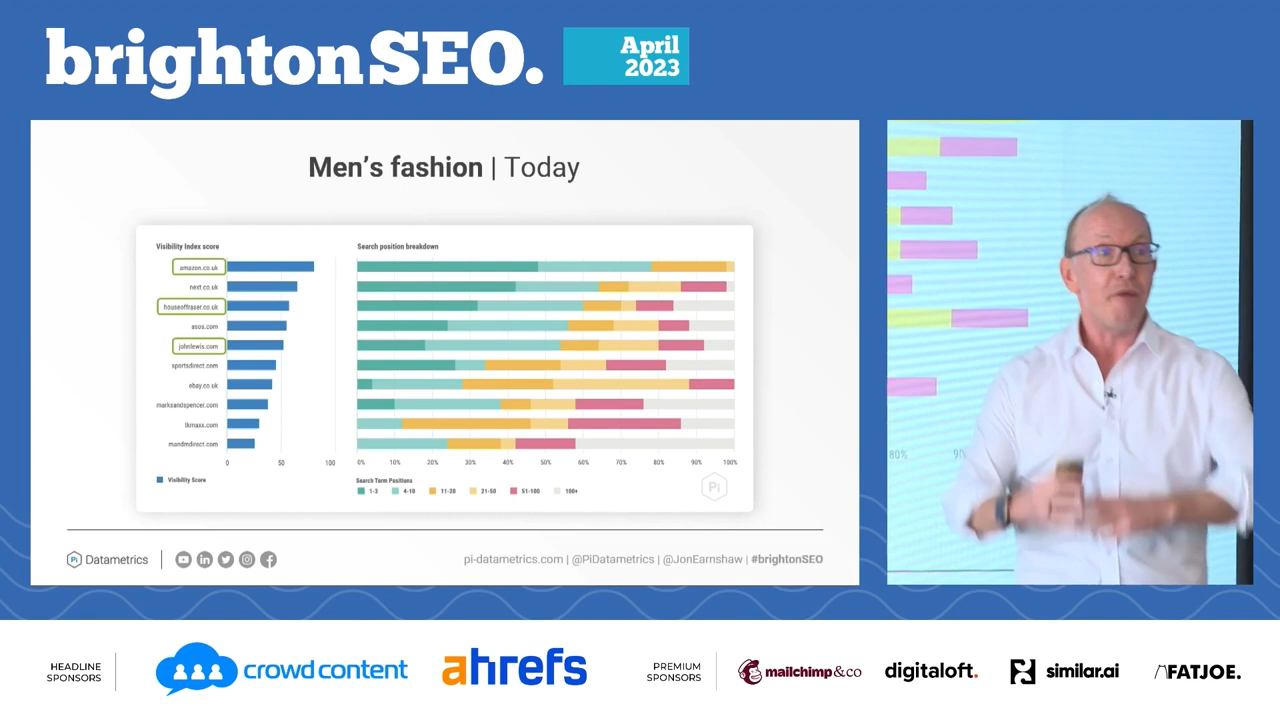 brightonSEO.
April
2023
Men's fashion | Today
Visibility Index score
Search position breakdown
amazon.co.uk
next.co.uk
houseoffraser.co.uk
asos.com
johnlewis.com
sportsdirect.com
ebay.co.uk
marksandspencer.com
tkmaxx.com
mandmdirect.com
0 50 100
0% 10% 20% 30% 40% 50% 60% 70% 80% 90% 100%
Visibility Score
Search Term Positions
1-3 4-10 11-20 21-50 51-100 100+
Pi
Pi Datametrics
in
pi-datametrics.com | @PiDatametrics | @JonEarnshaw | #brightonSEO
80% 90
HEADLINE
SPONSORS
crowd content
ahrefs
PREMIUM
SPONSORS
mailchimp&co
digitaloft.
similar.ai
FATJOE.